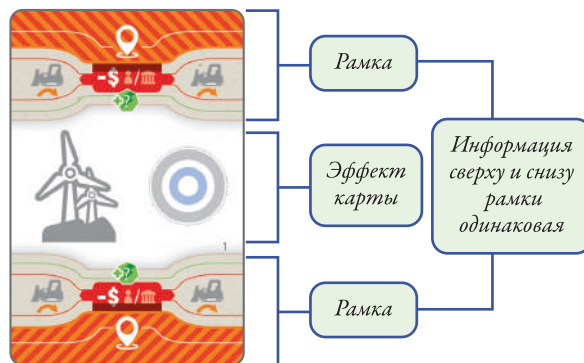 -$ /
+?
Рамка
Эффект
карты
1
Информация
сверху и снизу
рамки
одинаковая
+?
-$ /
Рамка